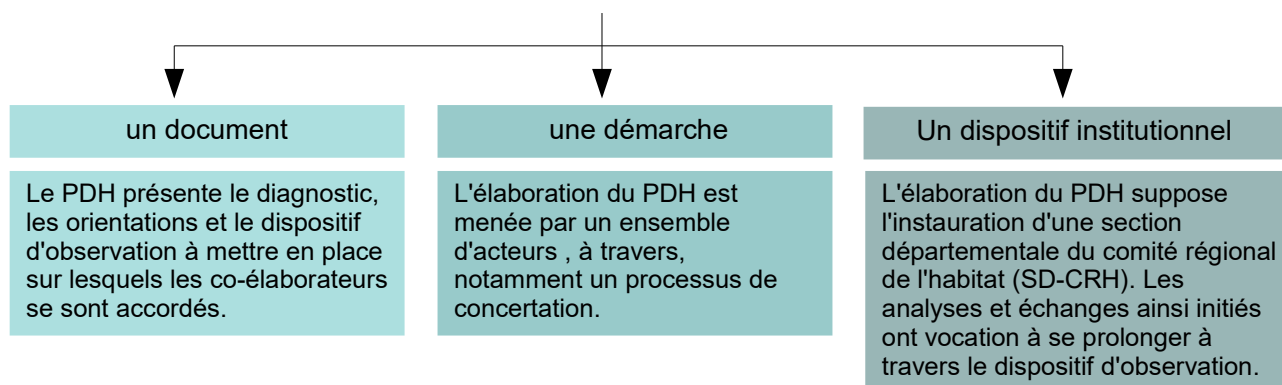 un document
Le PDH présente le diagnostic,
les orientations et le dispositif
d'observation à mettre en place
sur lesquels les co-élaborateurs
se sont accordés.
une démarche
L'élaboration du PDH est
menée par un ensemble
d'acteurs , à travers,
notamment un processus de
concertation.
Un dispositif institutionnel
L'élaboration du PDH suppose
l'instauration d'une section
départementale du comité régional
de l'habitat (SD-CRH). Les
analyses et échanges ainsi initiés
ont vocation à se prolonger à
travers le dispositif d'observation.